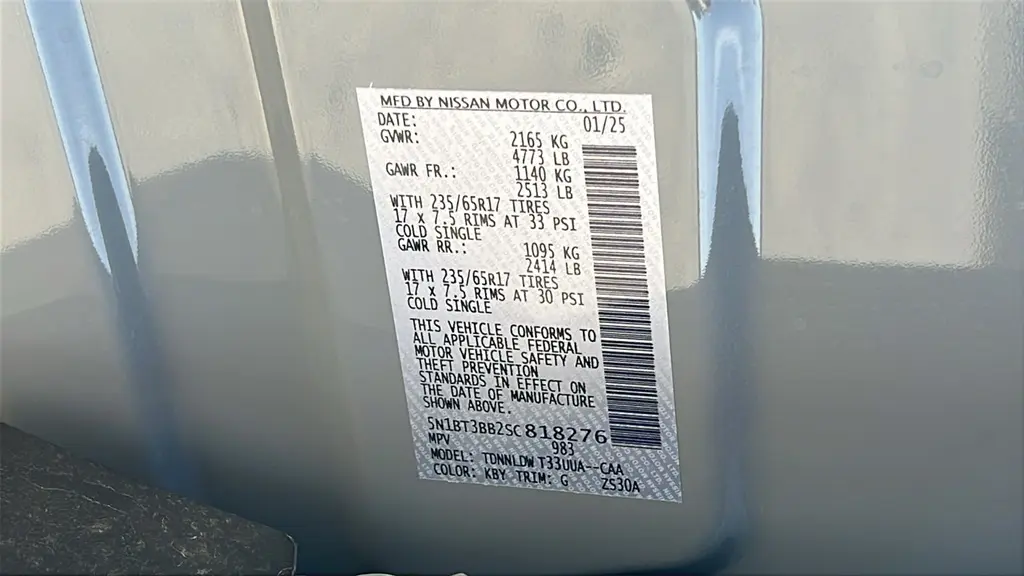 MFD BY NISSAN MOTOR CO., LTD.
DATE: 01/25
GVWR: 2165 KG
4773 LB
GAWR FR.: 1140 KG
2513 LB
WITH 235/65R17 TIRES
17 X 7.5 RIMS AT 33 PSI
COLD SINGLE
GAWR RR.: 1095 KG
2414 LB
WITH 235/65R17 TIRES
17 X 7.5 RIMS AT 30 PSI
COLD SINGLE
THIS VEHICLE CONFORMS TO
ALL APPLICABLE FEDERAL
MOTOR VEHICLE SAFETY AND
THEFT PREVENTION
STANDARDS IN EFFECT ON
THE DATE OF MANUFACTURE
SHOWN ABOVE.
5N1BT3BB2SC818276
MPV 983
MODEL: TDNNLDW T33UUA--CAA
COLOR: KBY TRIM: G ZS30A